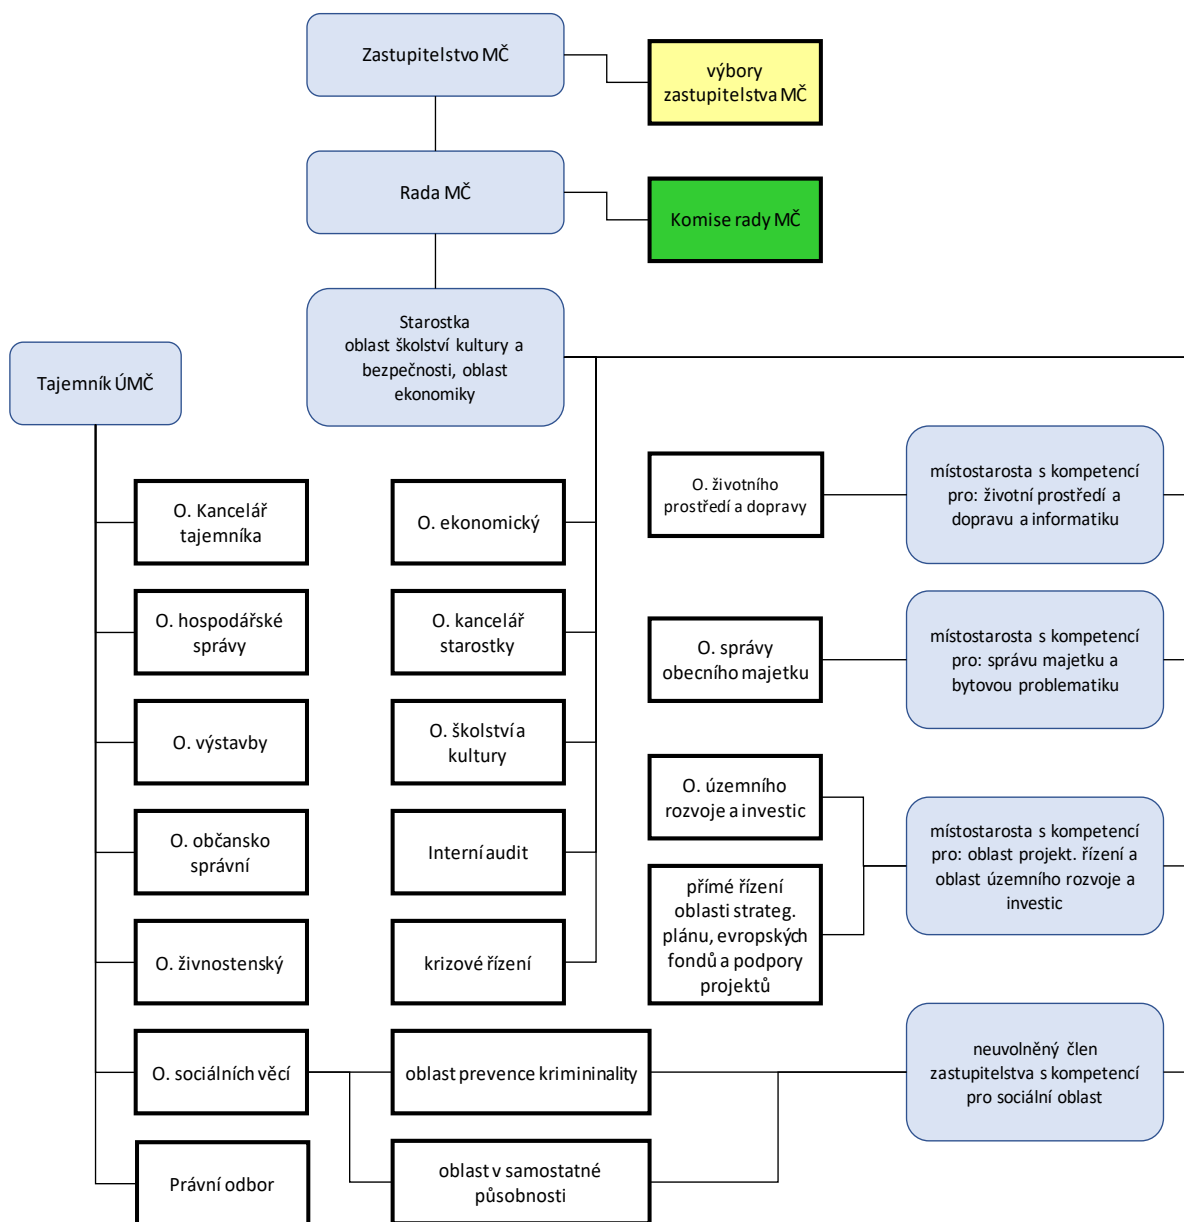 Zastupitelstvo MČ
výbory
zastupitelstva MČ
Rada MČ
Komise rady MČ
Starostka
oblast školství kultury a
bezpečnosti, oblast
ekonomiky
Tajemník ÚMČ
O. Kancelář
tajemníka
O. ekonomický
O. životního
prostředí a dopravy
místostarosta s kompetencí
pro: životní prostředí a
dopravu a informatiku
O. hospodářské
správy
O. kancelář
starostky
O. správy
obecního majetku
místostarosta s kompetencí
pro: správu majetku a
bytovou problematiku
O. výstavby
O. školství a
kultury
O. územního
rozvoje a investic
místostarosta s kompetencí
pro: oblast projekt. řízení a
oblast územního rozvoje a
investic
O. občansko
správní
Interní audit
přímé řízení
oblasti strateg.
plánu, evropských
fondů a podpory
projektů
O. živnostenský
krizové řízení
O. sociálních věcí
oblast prevence krimininality
neuvolněný člen
zastupitelstva s kompetencí
pro sociální oblast
Právní odbor
oblast v samostatné
působnosti